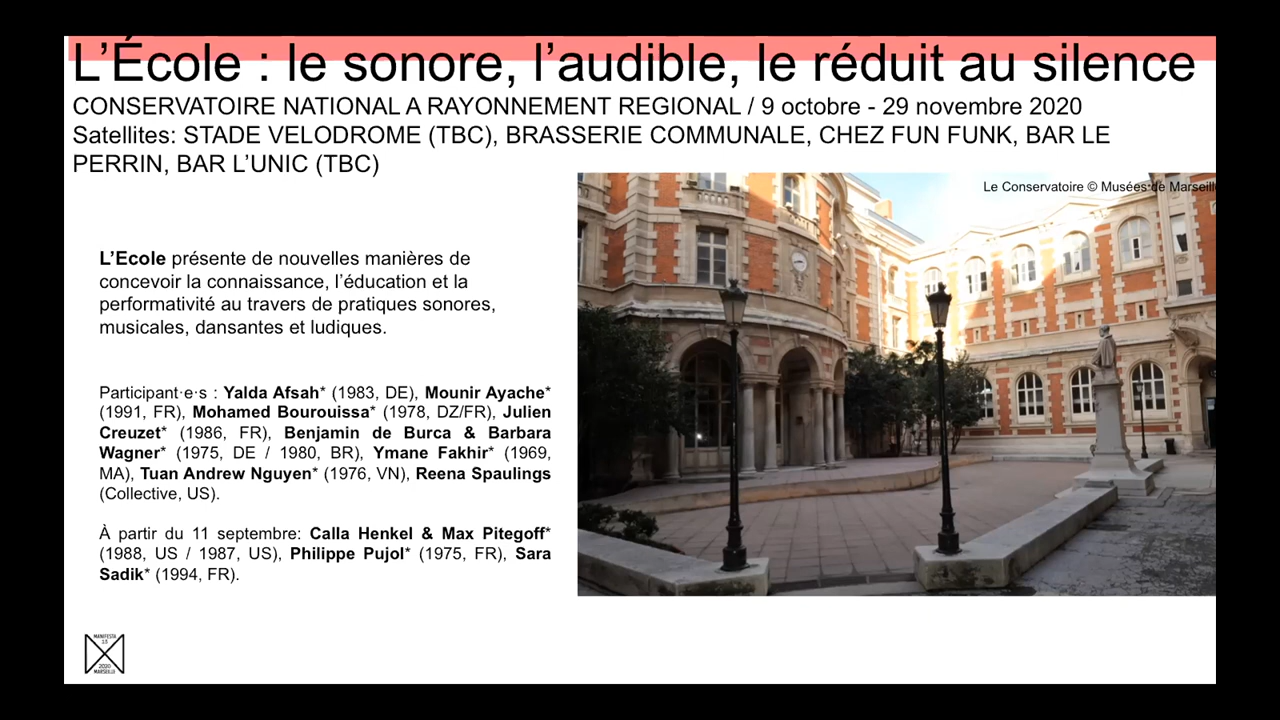 L'École : le sonore, l'audible, le réduit au silence
CONSERVATOIRE NATIONAL A RAYONNEMENT REGIONAL / 9 octobre - 29 novembre 2020
Satellites: STADE VELODROME (TBC), BRASSERIE COMMUNALE, CHEZ FUN FUNK, BAR LE
PERRIN, BAR L'UNIC (TBC)
Le Conservatoire © Musées de Marseill
L'Ecole présente de nouvelles manières de
concevoir la connaissance, l'éducation et la
performativité au travers de pratiques sonores,
musicales, dansantes et ludiques.
Participant·e·s : Yalda Afsah* (1983, DE), Mounir Ayache*
(1991, FR), Mohamed Bourouissa* (1978, DZ/FR), Julien
Creuzet* (1986, FR), Benjamin de Burca & Barbara
Wagner* (1975, DE / 1980, BR), Ymane Fakhir* (1969,
MA), Tuan Andrew Nguyen* (1976, VN), Reena Spaulings
(Collective, US).
À partir du 11 septembre: Calla Henkel & Max Pitegoff*
(1988, US / 1987, US), Philippe Pujol* (1975, FR), Sara
Sadik* (1994, FR).
MANIFESTA
13
2020
MARSEILLE